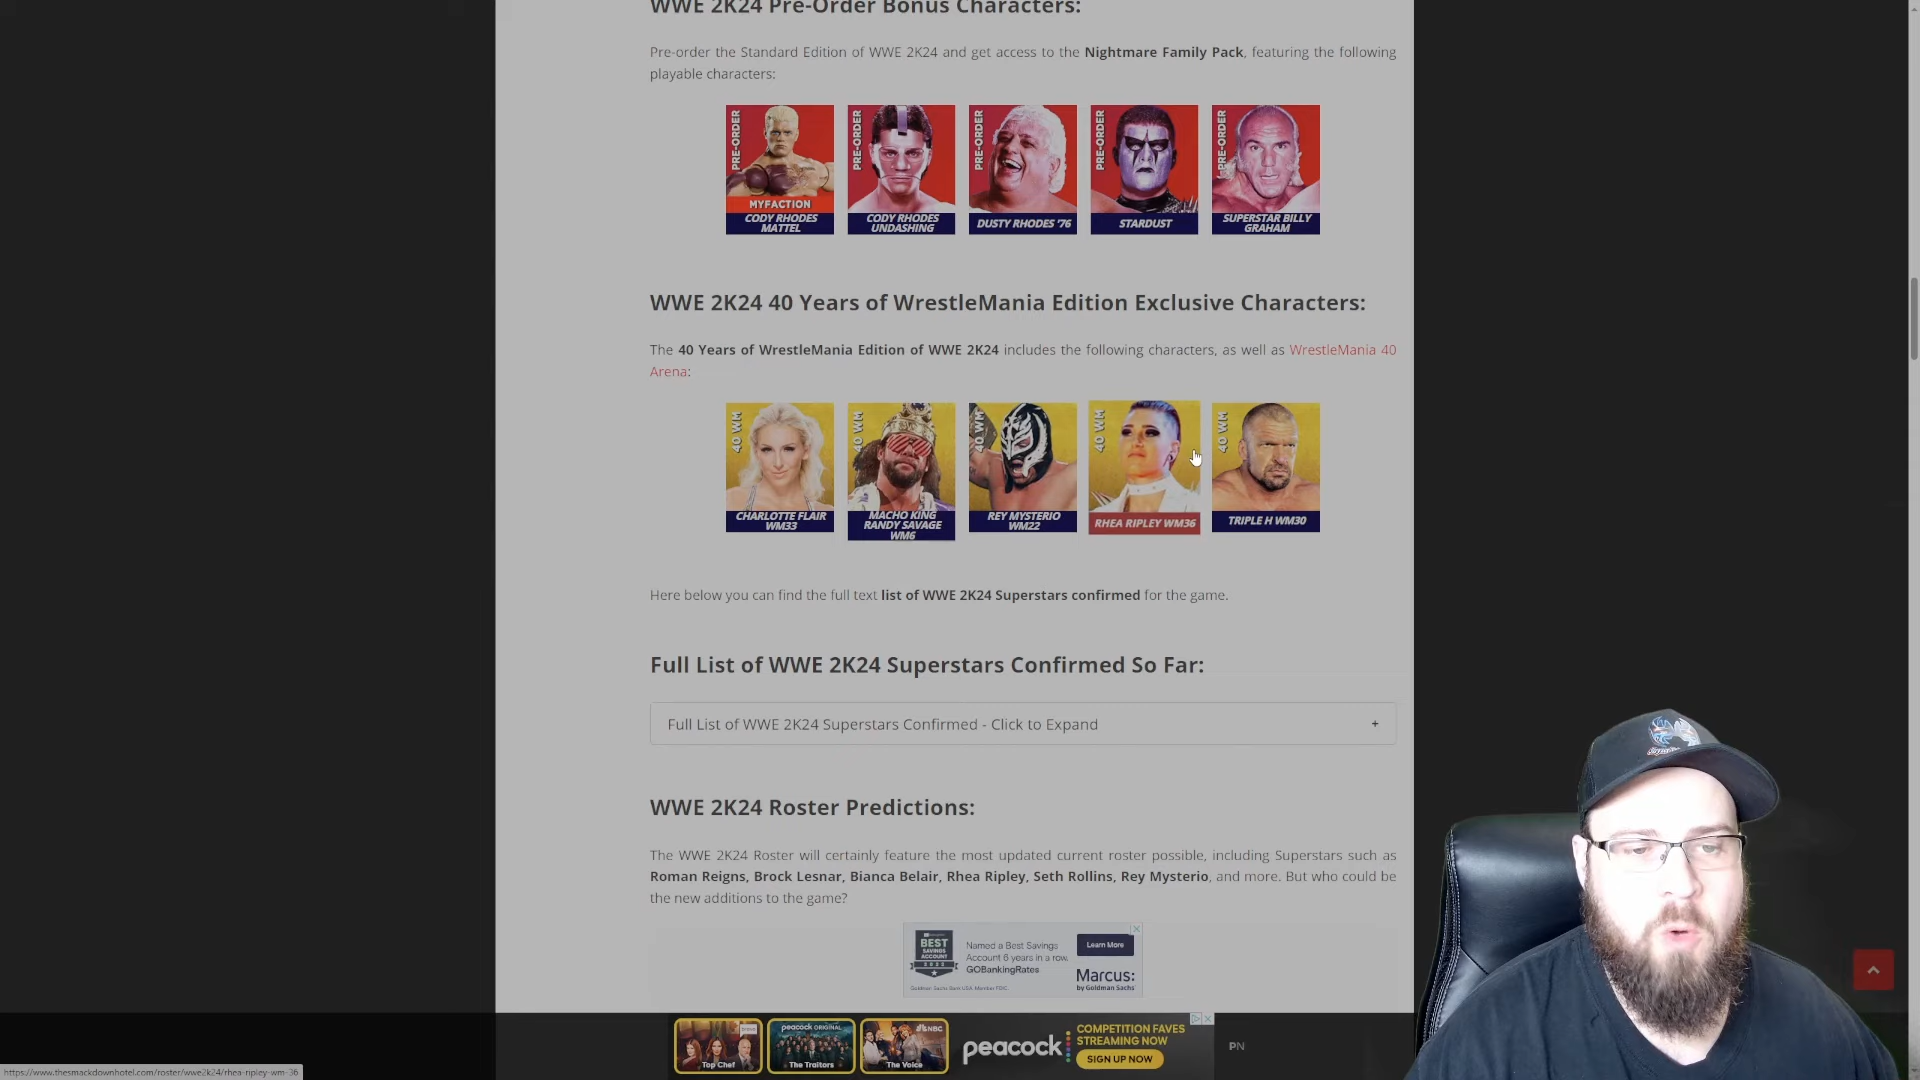 WWE 2K24 Pre-Order Bonus Characters:
Pre-order the Standard Edition of WWE 2K24 and get access to the Nightmare Family Pack, featuring the following
playable characters:
PRE-ORDER
MYFACTION
CODY RHODES
MATTEL
PRE-ORDER
CODY RHODES
UNDASHING
PRE-ORDER
DUSTY RHODES '76
PRE-ORDER
STARDUST
PRE-ORDER
SUPERSTAR BILLY
GRAHAM
WWE 2K24 40 Years of WrestleMania Edition Exclusive Characters:
The 40 Years of WrestleMania Edition of WWE 2K24 includes the following characters, as well as WrestleMania 40
Arena:
40 WM
CHARLOTTE FLAIR
WM33
40 WM
MACHO KING
RANDY SAVAGE
WM6
40 WM
REY MYSTERIO
WM22
40 WM
RHEA RIPLEY WM36
40 WM
TRIPLE H WM30
Here below you can find the full text list of WWE 2K24 Superstars confirmed for the game.
Full List of WWE 2K24 Superstars Confirmed So Far:
Full List of WWE 2K24 Superstars Confirmed - Click to Expand +
WWE 2K24 Roster Predictions:
The WWE 2K24 Roster will certainly feature the most updated current roster possible, including Superstars such as
Roman Reigns, Brock Lesnar, Bianca Belair, Rhea Ripley, Seth Rollins, Rey Mysterio, and more. But who could be
the new additions to the game?
BEST
SAVINGS
ACCOUNT
Named a Best Savings
Account 6 years in a row.
GOBankingRates
Learn More
Marcus:
by Goldman Sachs
Goldman Sachs Bank USA. Member FDIC.
Top Chef
peacock ORIGINAL
The Traitors
NBC
The Voice
peacock
COMPETITION FAVES
STREAMING NOW
SIGN UP NOW
PN
https://www.thesmackdownhotel.com/roster/wwe2k24/rhea-ripley-wm-36